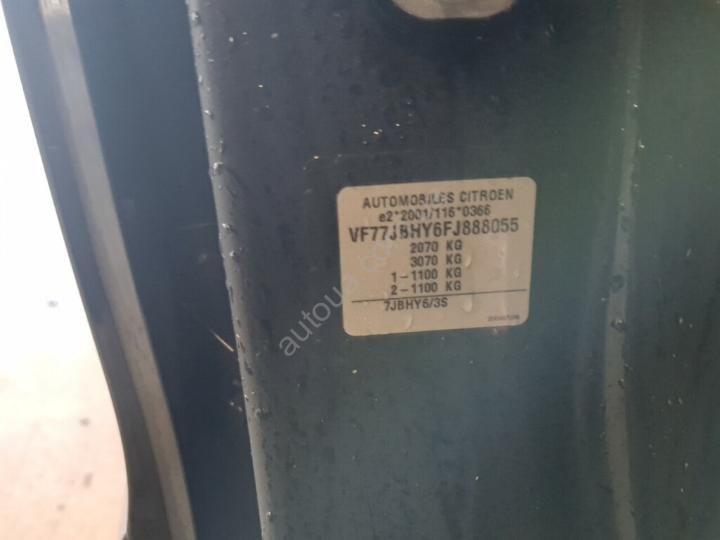 AUTOMOBILES CITROEN
e2*2001/116*0366
VF77JBHY6FJ888055
2070 KG
3070 KG
1-1100 KG
2-1100 KG
7JBHY6/3S